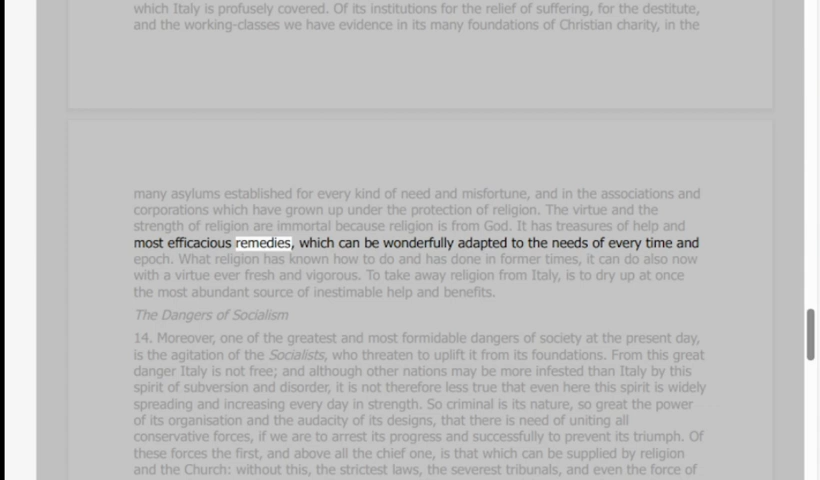 which Italy is profusely covered. Of its institutions for the relief of suffering, for the destitute,
and the working-classes we have evidence in its many foundations of Christian charity, in the
many asylums established for every kind of need and misfortune, and in the associations and
corporations which have grown up under the protection of religion. The virtue and the
strength of religion are immortal because religion is from God. It has treasures of help and
most efficacious remedies, which can be wonderfully adapted to the needs of every time and
epoch. What religion has known how to do and has done in former times, it can do also now
with a virtue ever fresh and vigorous. To take away religion from Italy, is to dry up at once
the most abundant source of inestimable help and benefits.
The Dangers of Socialism
14. Moreover, one of the greatest and most formidable dangers of society at the present day,
is the agitation of the Socialists, who threaten to uplift it from its foundations. From this great
danger Italy is not free; and although other nations may be more infested than Italy by this
spirit of subversion and disorder, it is not therefore less true that even here this spirit is widely
spreading and increasing every day in strength. So criminal is its nature, so great the power
of its organisation and the audacity of its designs, that there is need of uniting all
conservative forces, if we are to arrest its progress and successfully to prevent its triumph. Of
these forces the first, and above all the chief one, is that which can be supplied by religion
and the Church: without this, the strictest laws, the severest tribunals, and even the force of